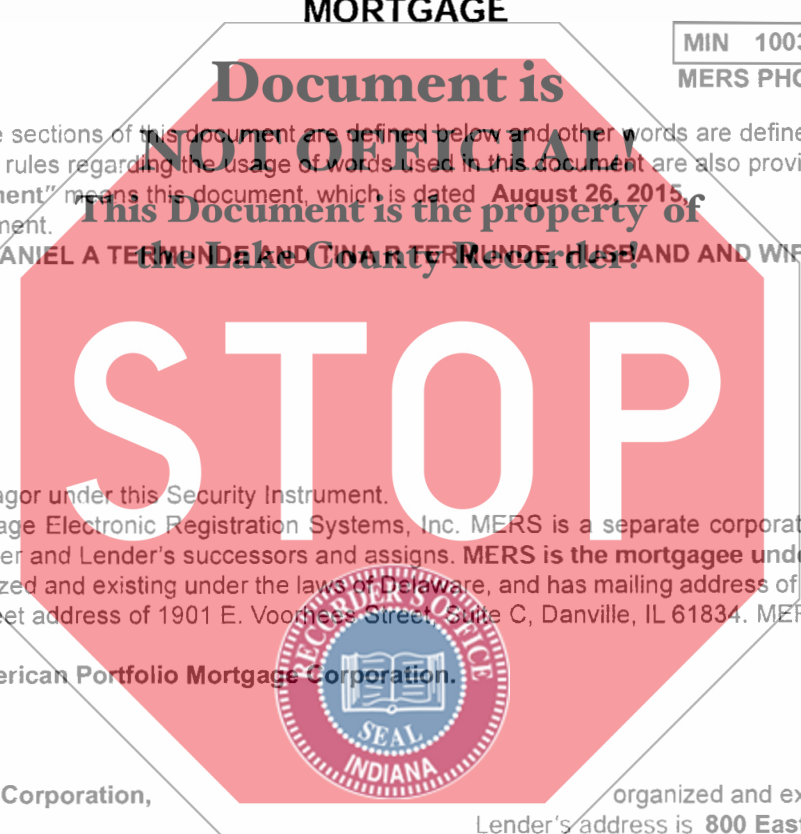 MORTGAGE
MIN 1003
MERS PHO
Document is
e sections of this document are defined below and other words are define
NOT OFFICIAL!
rules regarding the usage of words used in this document are also provi
ment" means this document, which is dated August 26, 2015,
This Document is the property of
ment.
ANIEL A TERMUNDE AND TINA R TERMUNDE, HUSBAND AND WIF
the Lake County Recorder!
STOP
agor under this Security Instrument.
age Electronic Registration Systems, Inc. MERS is a separate corporat
er and Lender's successors and assigns. MERS is the mortgagee unde
zed and existing under the laws of Delaware, and has mailing address of
eet address of 1901 E. Voorhees Street, Suite C, Danville, IL 61834. MER
erican Portfolio Mortgage Corporation.
RECORDER'S OFFICE
SEAL
INDIANA
Corporation,
organized and ex
Lender's address is 800 East